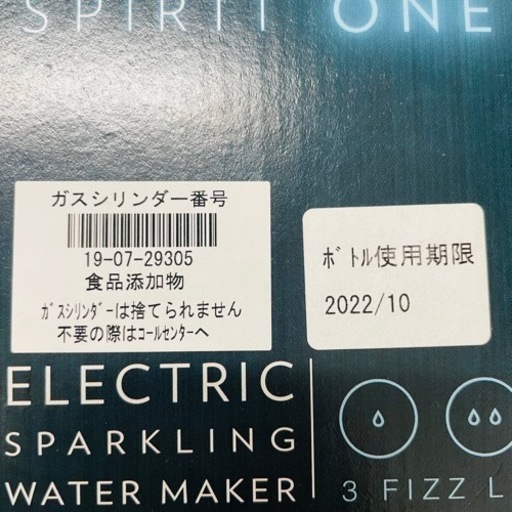 SPIRIT ONE
ガスシリンダー番号
19-07-29305
食品添加物
ガスシリンダーは捨てられません
不要の際はコールセンターへ
ボトル使用期限
2022/10
ELECTRIC
SPARKLING
WATER MAKER
3 FIZZ L